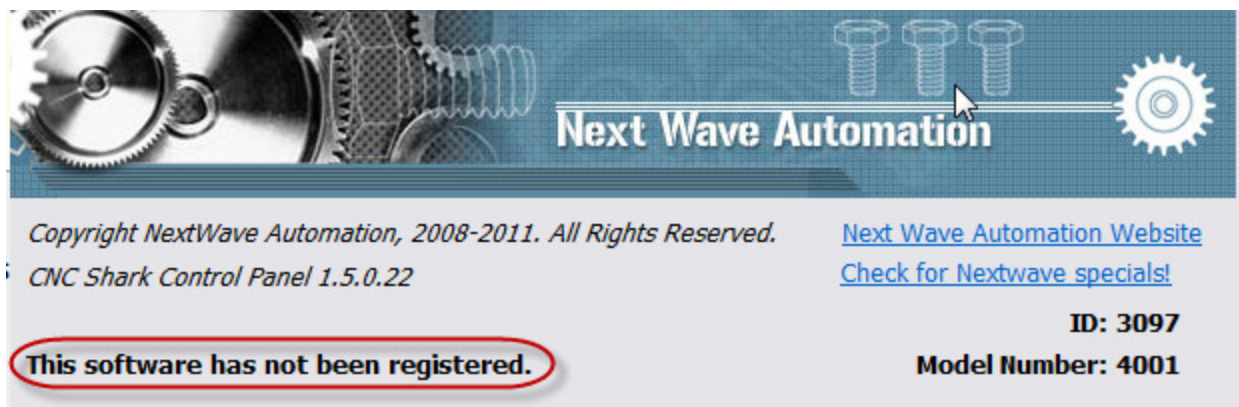 Next Wave Automation
Copyright NextWave Automation, 2008-2011. All Rights Reserved.
Next Wave Automation Website
CNC Shark Control Panel 1.5.0.22
Check for Nextwave specials!
ID: 3097
This software has not been registered.
Model Number: 4001